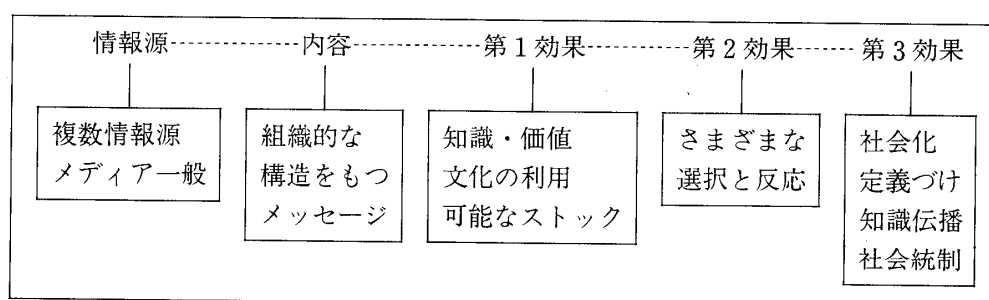 情報源 内容 第1効果 第2効果 第3効果
複数情報源
メディア一般
組織的な
構造をもつ
メッセージ
知識・価値
文化の利用
可能なストック
さまざまな
選択と反応
社会化
定義づけ
知識伝播
社会統制